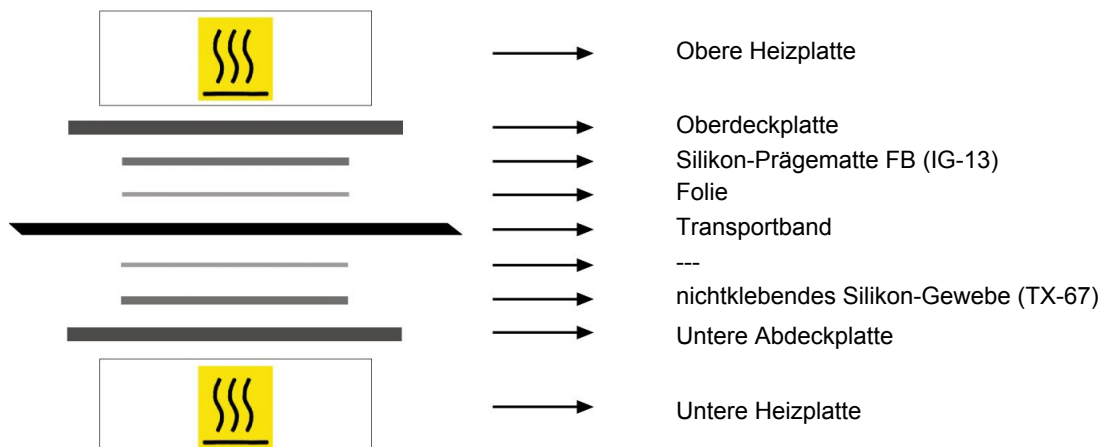 Obere Heizplatte
Oberdeckplatte
Silikon-Prägematte FB (IG-13)
Folie
Transportband
---
nichtklebendes Silikon-Gewebe (TX-67)
Untere Abdeckplatte
Untere Heizplatte